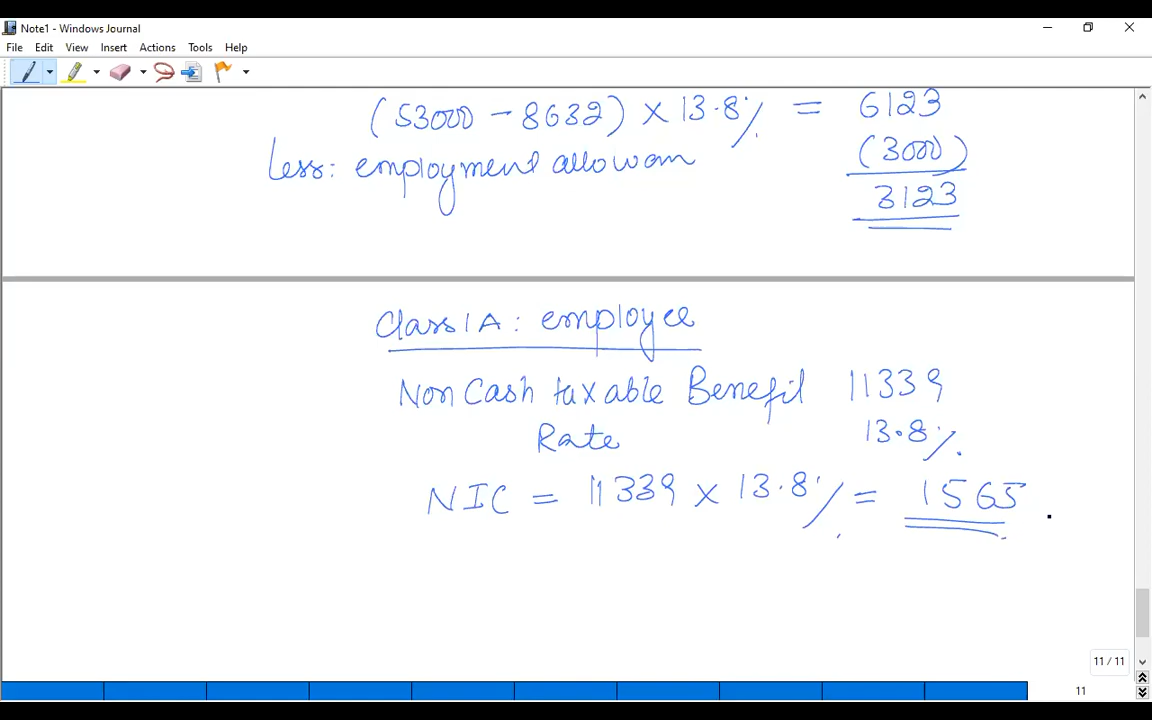 Note1 - Windows Journal
File Edit View Insert Actions Tools Help
(53000 - 8632) × 13.8% = 6123
Less: employment allowan (3000)
3123
Class 1A: employee
Non Cash taxable Benefit 11339
Rate 13.8%.
NIC = 11339 × 13.8% = 1565
11 / 11
11